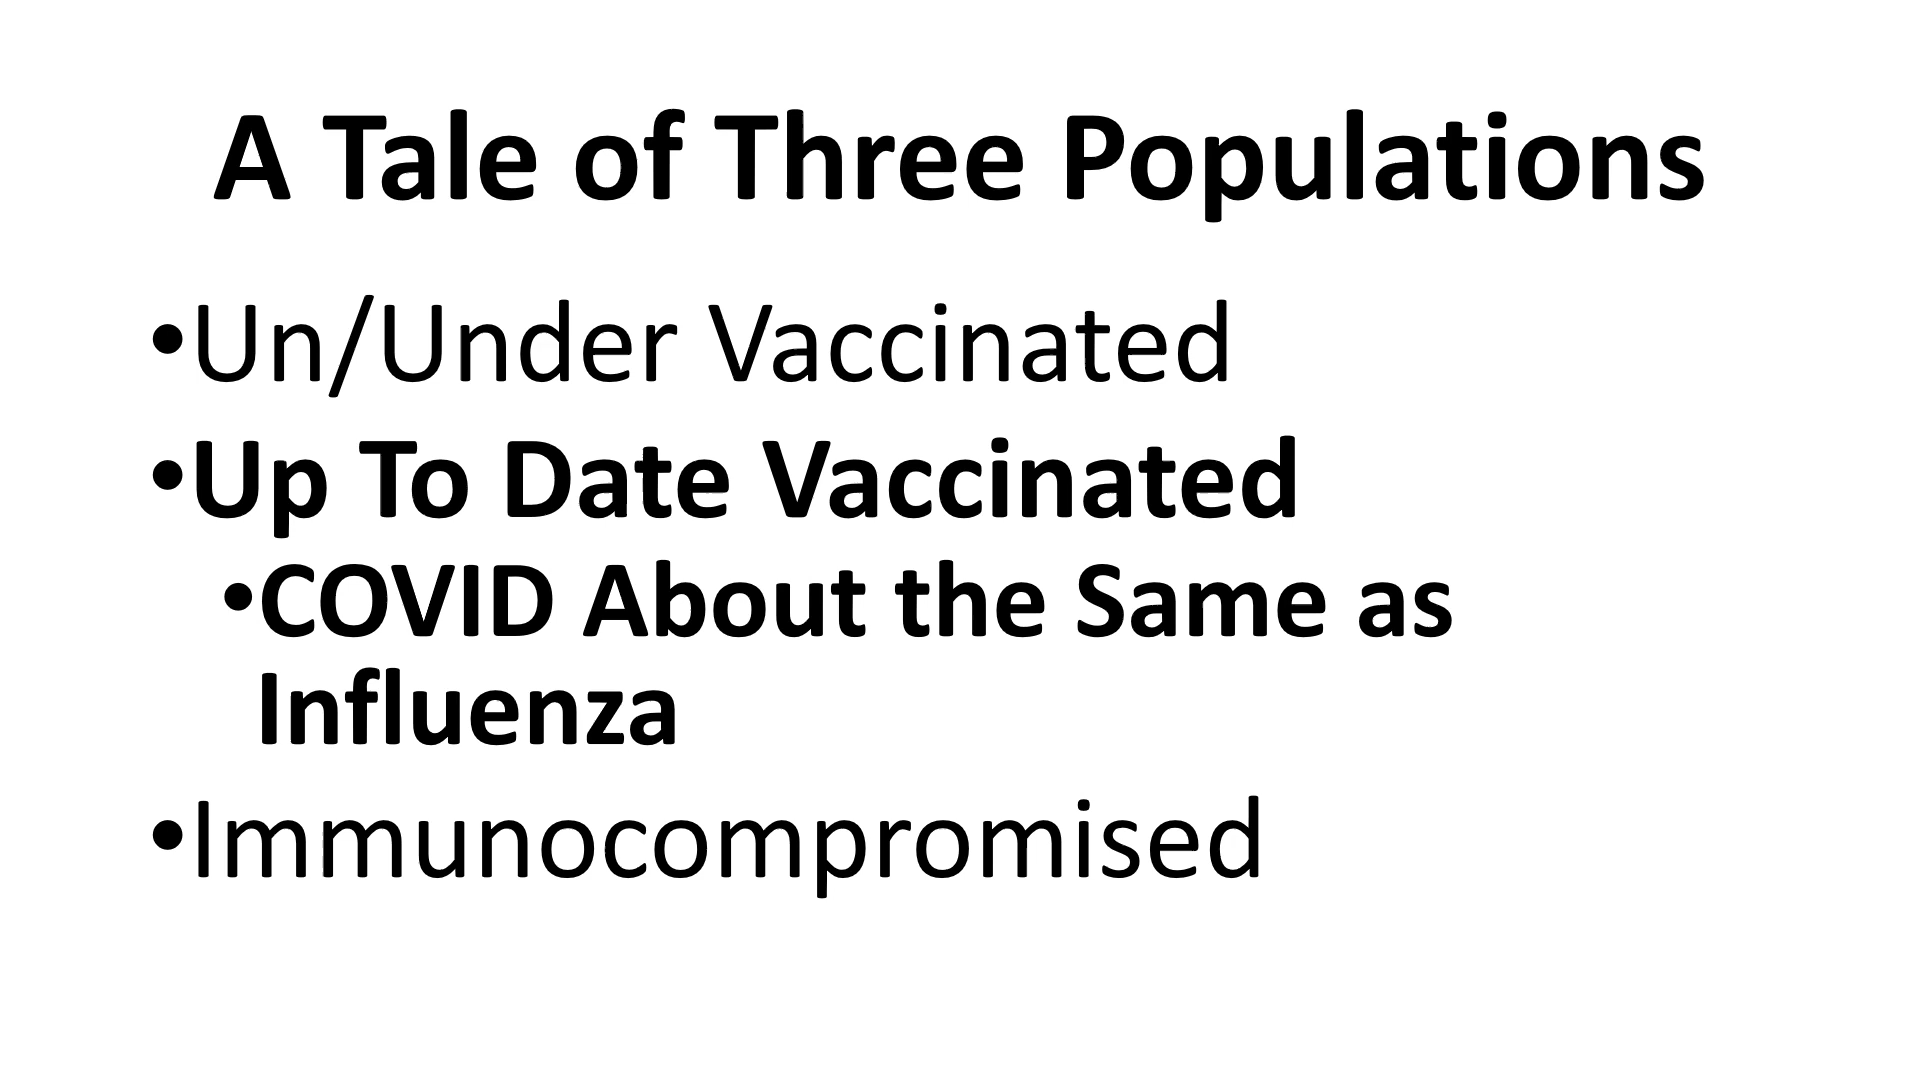 A Tale of Three Populations
•Un/Under Vaccinated
•Up To Date Vaccinated
•COVID About the Same as
Influenza
•Immunocompromised